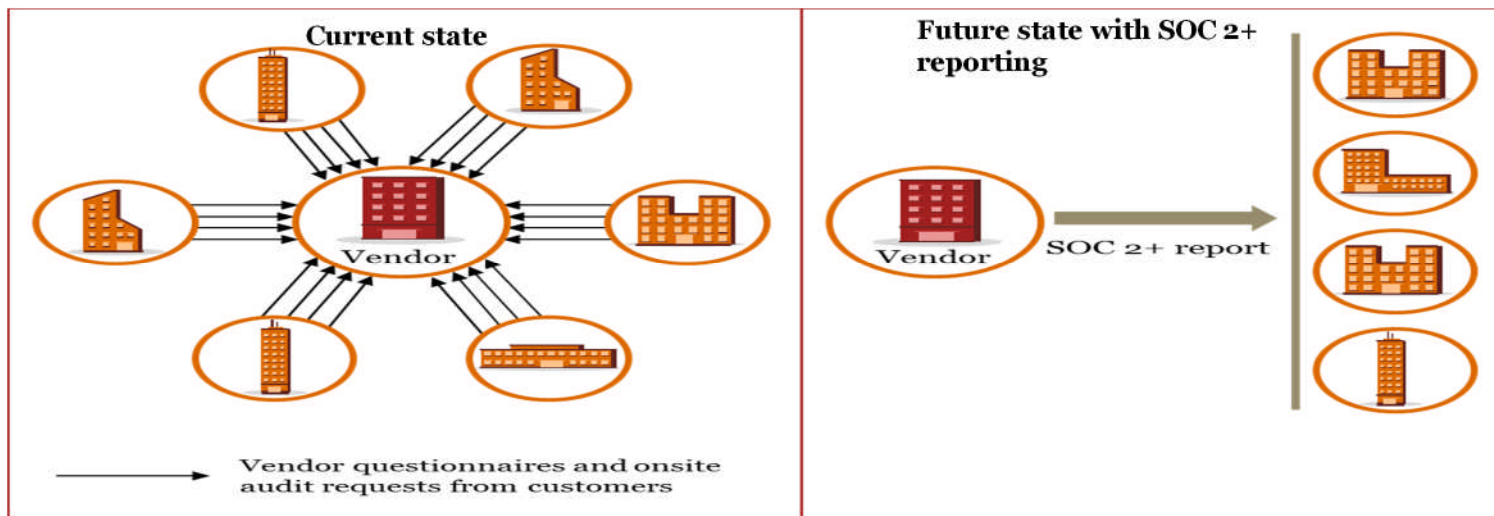 Current state
Vendor
Vendor questionnaires and onsite
audit requests from customers
Future state with SOC 2+
reporting
Vendor
SOC 2+ report